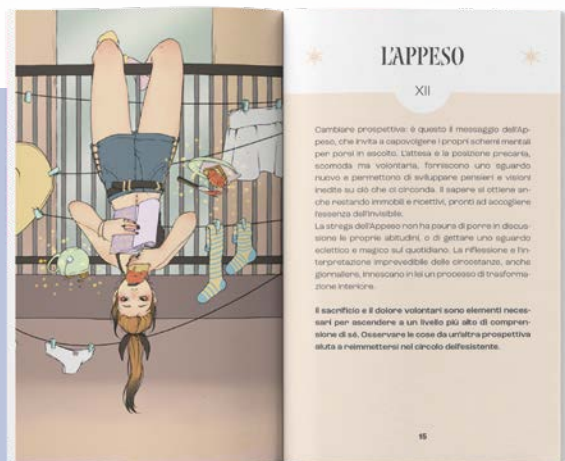 L'APPESO
XII
Cambiare prospettiva: è questo il messaggio dell'Ap-
peso, che invita a capovolgere i propri schemi mentali
per porsi in ascolto. L'attesa e la posizione precaria,
scomoda ma volontaria, forniscono uno sguardo
nuovo e permettono di sviluppare pensieri e visioni
inedite su ciò che ci circonda. Il sapere si ottiene an-
che restando immobili e ricettivi, pronti ad accogliere
l'essenza dell'invisibile.
La strega dell'Appeso non ha paura di porre in discus-
sione le proprie abitudini, o di gettare uno sguardo
eclettico e magico sul quotidiano. La riflessione e l'in-
terpretazione imprevedibile delle circostanze, anche
giornaliere, innescano in lei un processo di trasforma-
zione interiore.
Il sacrificio e il dolore volontari sono elementi neces-
sari per ascendere a un livello più alto di compren-
sione di sé. Osservare le cose da un'altra prospettiva
aiuta a reimmettersi nel circolo dell'esistente.
15